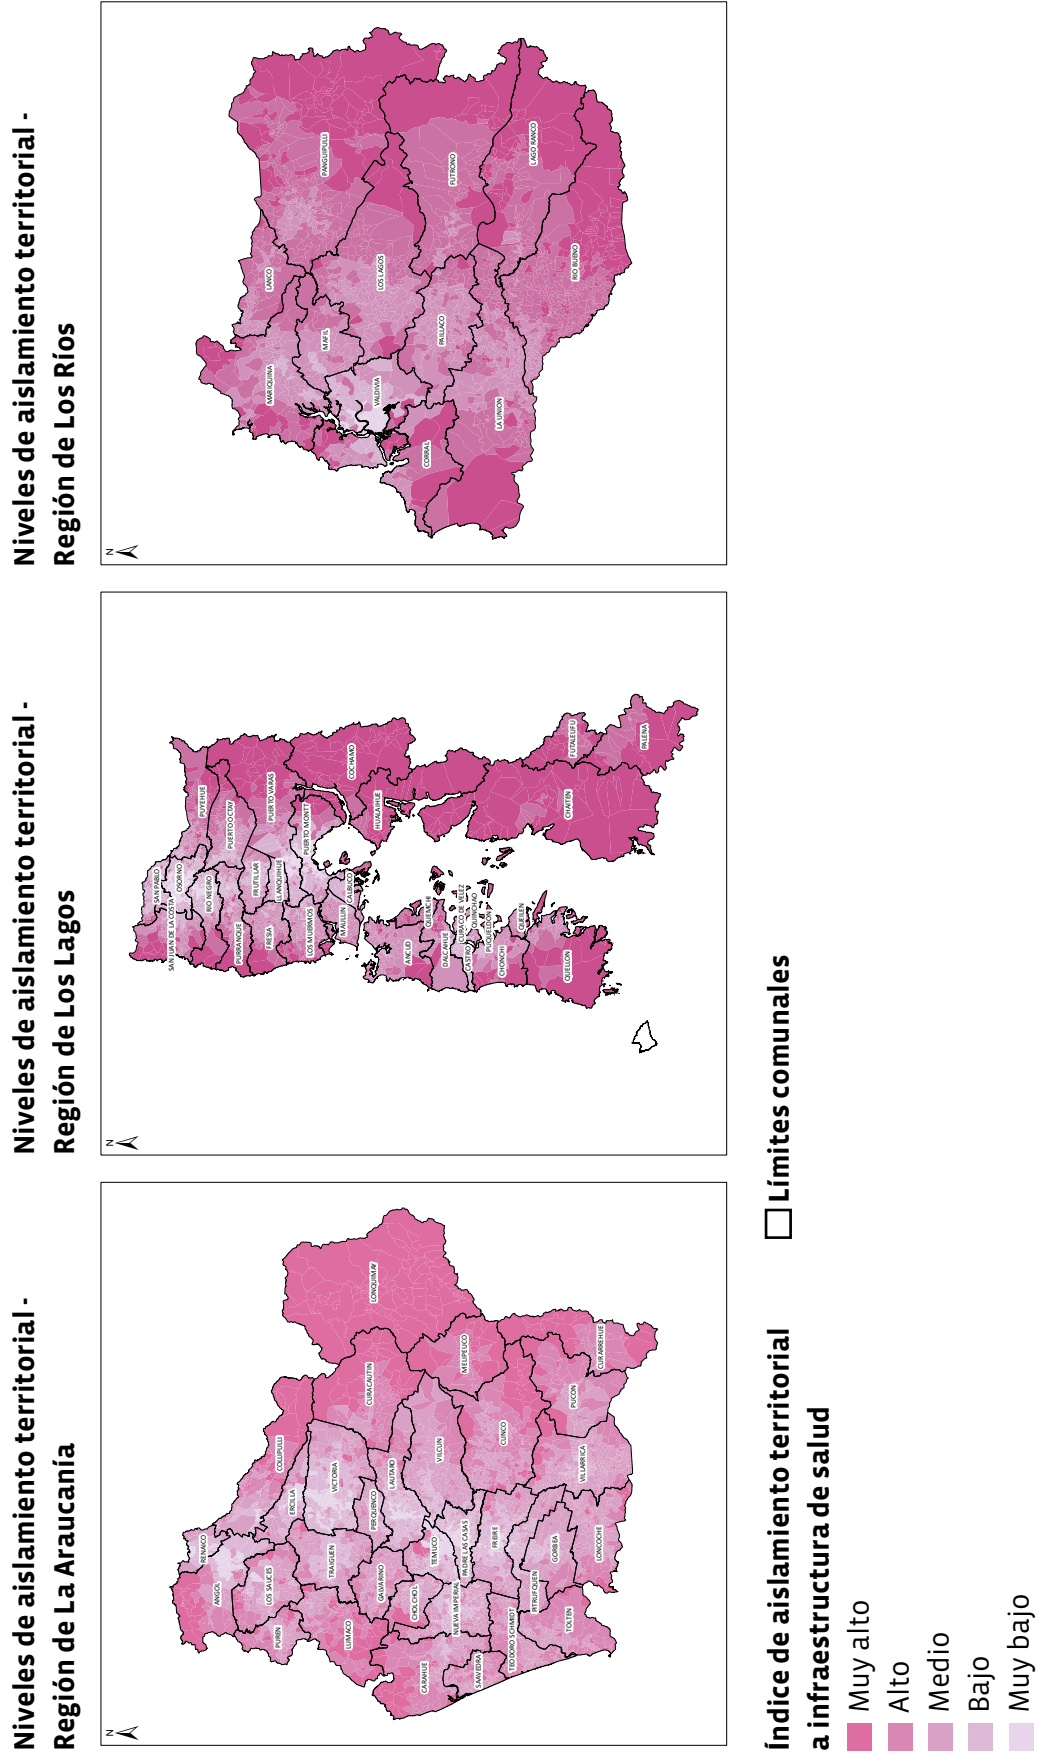 Niveles de aislamiento territorial -
Región de La Araucanía
N
RENAICO
ANGOL
COLLIPULLI
LOS SAUCES
PUREN
ERCILLA
TRAIGUEN
VICTORIA
LUMACO
CURACAUTIN
LONQUIMAY
GALVARINO
PERQUENCO
LAUTARO
CHOLCHOL
CARAHUE
TEMUCO
VILCUN
NUEVA IMPERIAL
PADRE LAS CASAS
MELIPEUCO
SAAVEDRA
FREIRE
CUNCO
TEODORO SCHMIDT
PITRUFQUEN
GORBEA
TOLTEN
VILLARRICA
PUCON
LONCOCHE
CURARREHUE
Niveles de aislamiento territorial -
Región de Los Lagos
N
SAN PABLO
SAN JUAN DE LA COSTA
OSORNO
PUYEHUE
RIO NEGRO
PUERTO OCTAY
PURRANQUE
FRUTILLAR
PUERTO VARAS
FRESIA
LLANQUIHUE
LOS MUERMOS
PUERTO MONTT
MAULLIN
CALBUCO
COCHAMO
HUALAIHUE
ANCUD
QUEMCHI
DALCAHUE
CURACO DE VELEZ
CASTRO
QUINCHAO
PUQUELDON
CHONCHI
QUEILEN
QUELLON
CHAITEN
FUTALEUFU
PALENA
Niveles de aislamiento territorial -
Región de Los Ríos
N
MARIQUINA
LANCO
PANGUIPULLI
MAFIL
VALDIVIA
LOS LAGOS
CORRAL
PAILLACO
FUTRONO
LA UNION
LAGO RANCO
RIO BUENO
Índice de aislamiento territorial
a infraestructura de salud
Muy alto
Alto
Medio
Bajo
Muy bajo
Límites comunales